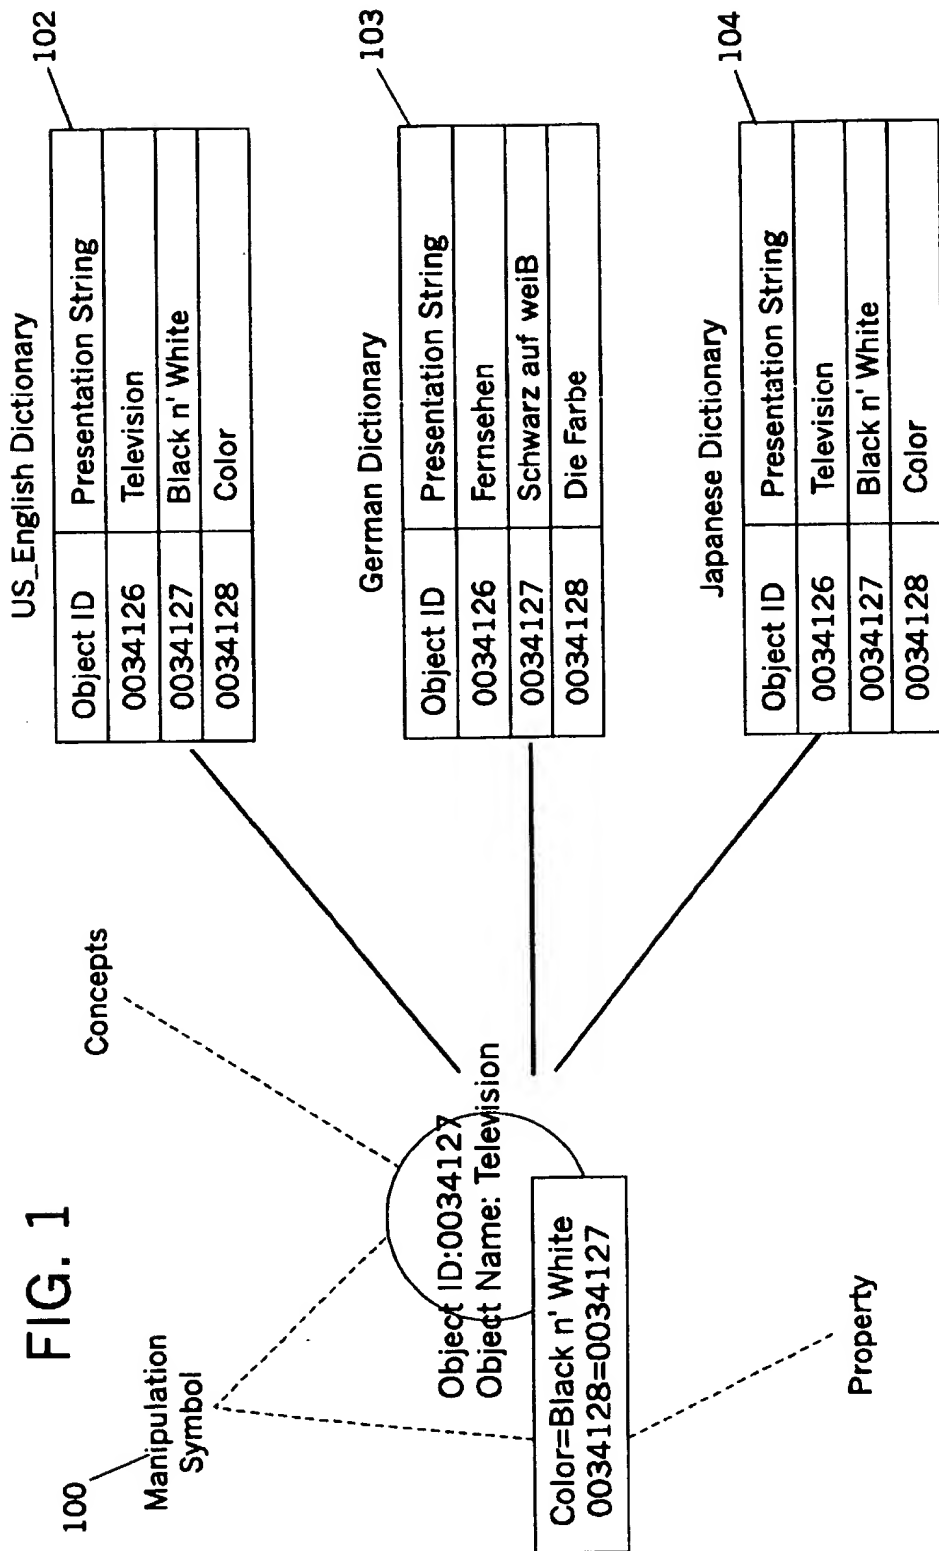 FIG. 1
100
Manipulation
Symbol
Concepts
Object ID:0034127
Object Name: Television
Color=Black n' White
0034128=0034127
Property
US_English Dictionary
102
Object ID Presentation String
0034126 Television
0034127 Black n' White
0034128 Color
German Dictionary
103
Object ID Presentation String
0034126 Fernsehen
0034127 Schwarz auf weiB
0034128 Die Farbe
Japanese Dictionary
104
Object ID Presentation String
0034126 Television
0034127 Black n' White
0034128 Color